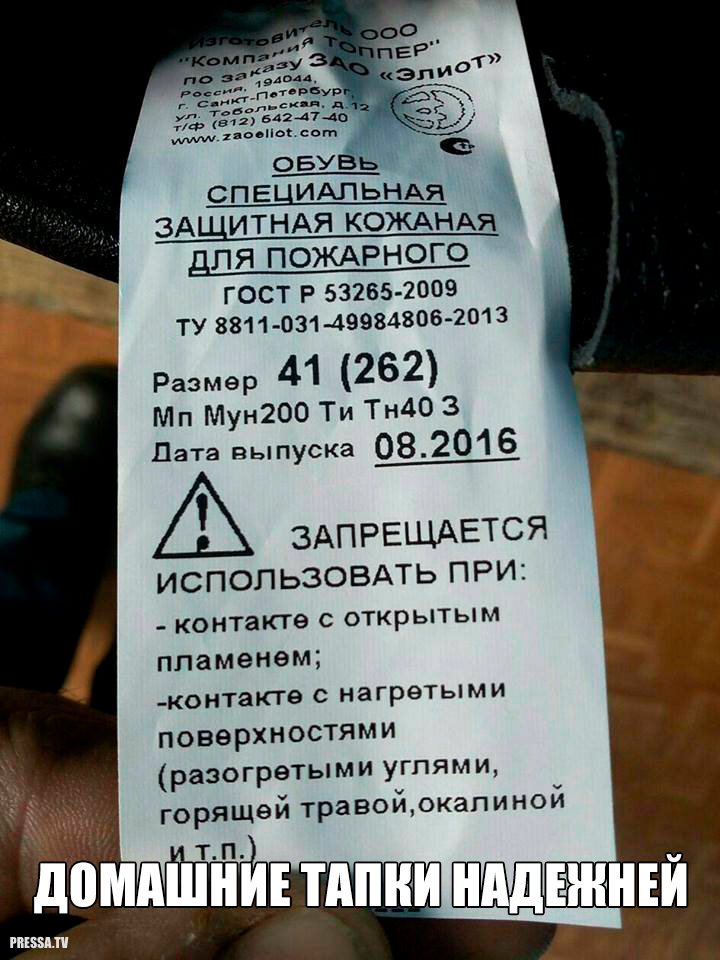 Изготовитель ООО
"Компания ТОППЕР"
по заказу ЗАО «Элиот»
Россия, 194044,
г. Санкт-Петербург,
ул. Тобольская, д.12
т/ф (812) 642-47-40
www.zaoeliot.com
ОБУВЬ
СПЕЦИАЛЬНАЯ
ЗАЩИТНАЯ КОЖАНАЯ
ДЛЯ ПОЖАРНОГО
ГОСТ Р 53265-2009
ТУ 8811-031-49984806-2013
Размер 41 (262)
Мп Мун200 Ти Тн40 З
Дата выпуска 08.2016
ЗАПРЕЩАЕТСЯ
ИСПОЛЬЗОВАТЬ ПРИ:
- контакте с открытым
пламенем;
-контакте с нагретыми
поверхностями
(разогретыми углями,
горящей травой,окалиной
и т.п.)
ДОМАШНИЕ ТАПКИ НАДЕЖНЕЙ
PRESSA.TV